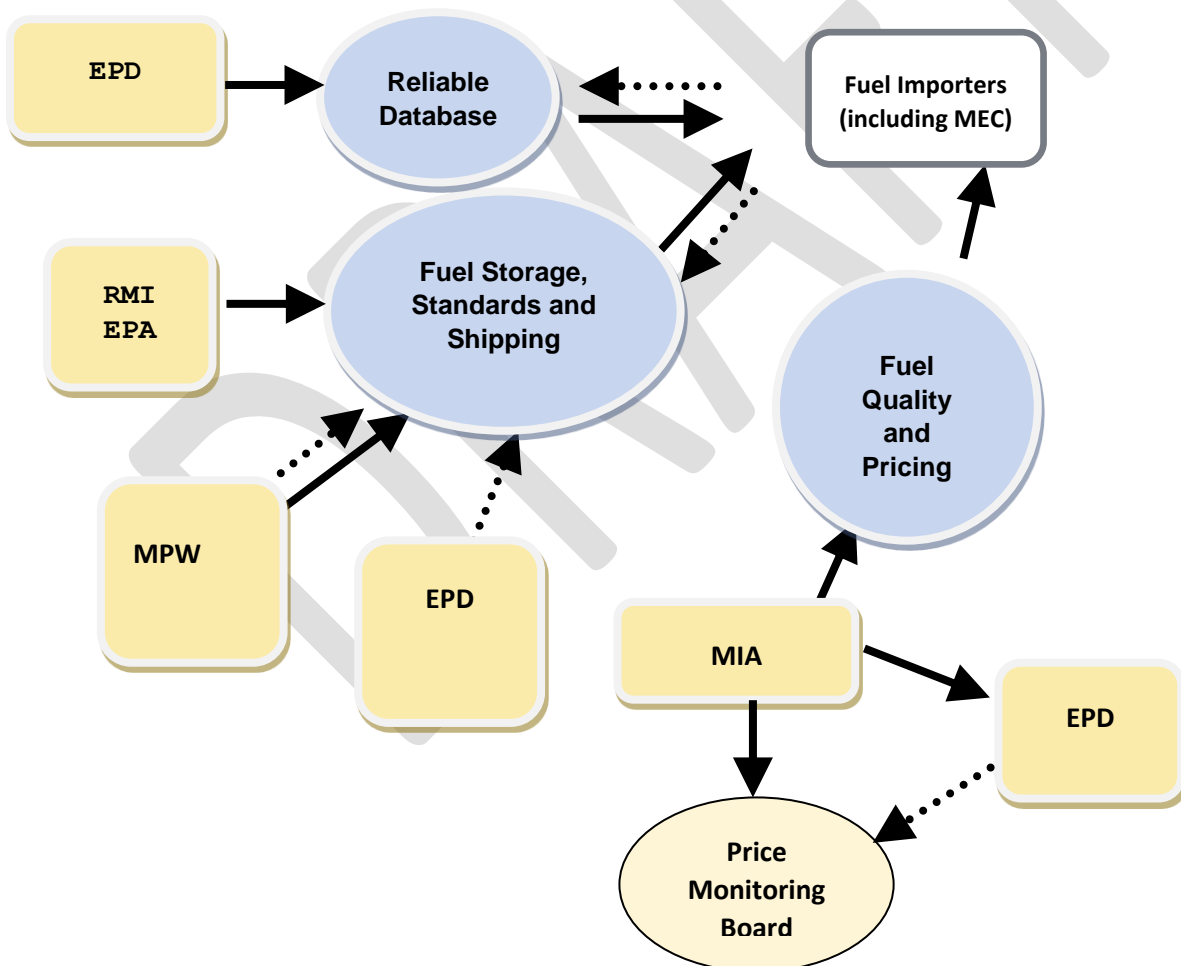 EPD
Reliable
Database
Fuel Importers
(including MEC)
RMI
EPA
Fuel Storage,
Standards and
Shipping
Fuel
Quality
and
Pricing
MPW
EPD
MIA
EPD
Price
Monitoring
Board